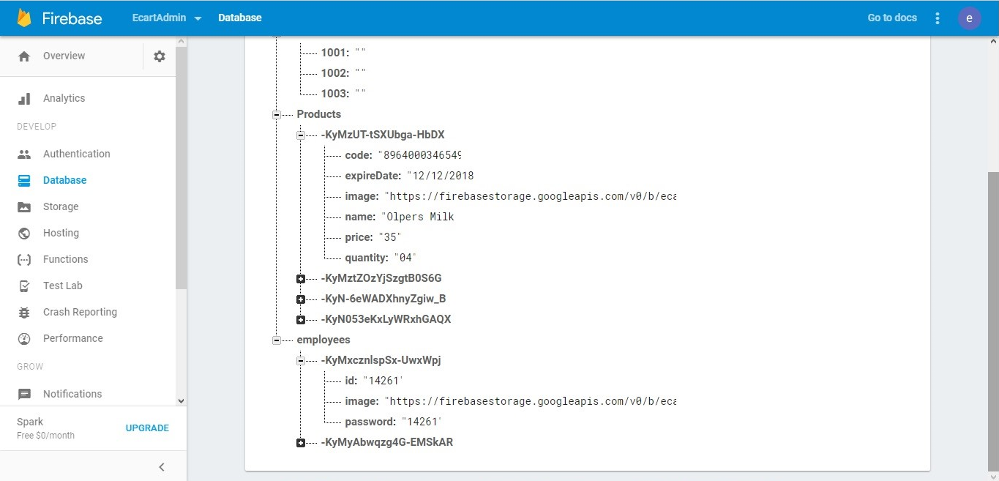 Firebase EcartAdmin Database Go to docs e
Overview
Analytics
DEVELOP
Authentication
Database
Storage
Hosting
Functions
Test Lab
Crash Reporting
Performance
GROW
Notifications
Spark
Free $0/month
UPGRADE
1001: ""
1002: ""
1003: ""
Products
-KyMzUT-tSXUbga-HbDX
code: "8964000346549
expireDate: "12/12/2018
image: "https://firebasestorage.googleapis.com/v0/b/eca
name: "Olpers Milk
price: "35"
quantity: "04"
-KyMztZOzYjSzgtB0S6G
-KyN-6eWADXhnyZgiw_B
-KyN053eKxLyWRxhGAQX
employees
-KyMxcznlspSx-UwxWpj
id: "14261'
image: "https://firebasestorage.googleapis.com/v0/b/eca
password: "14261'
-KyMyAbwqzg4G-EMSkAR